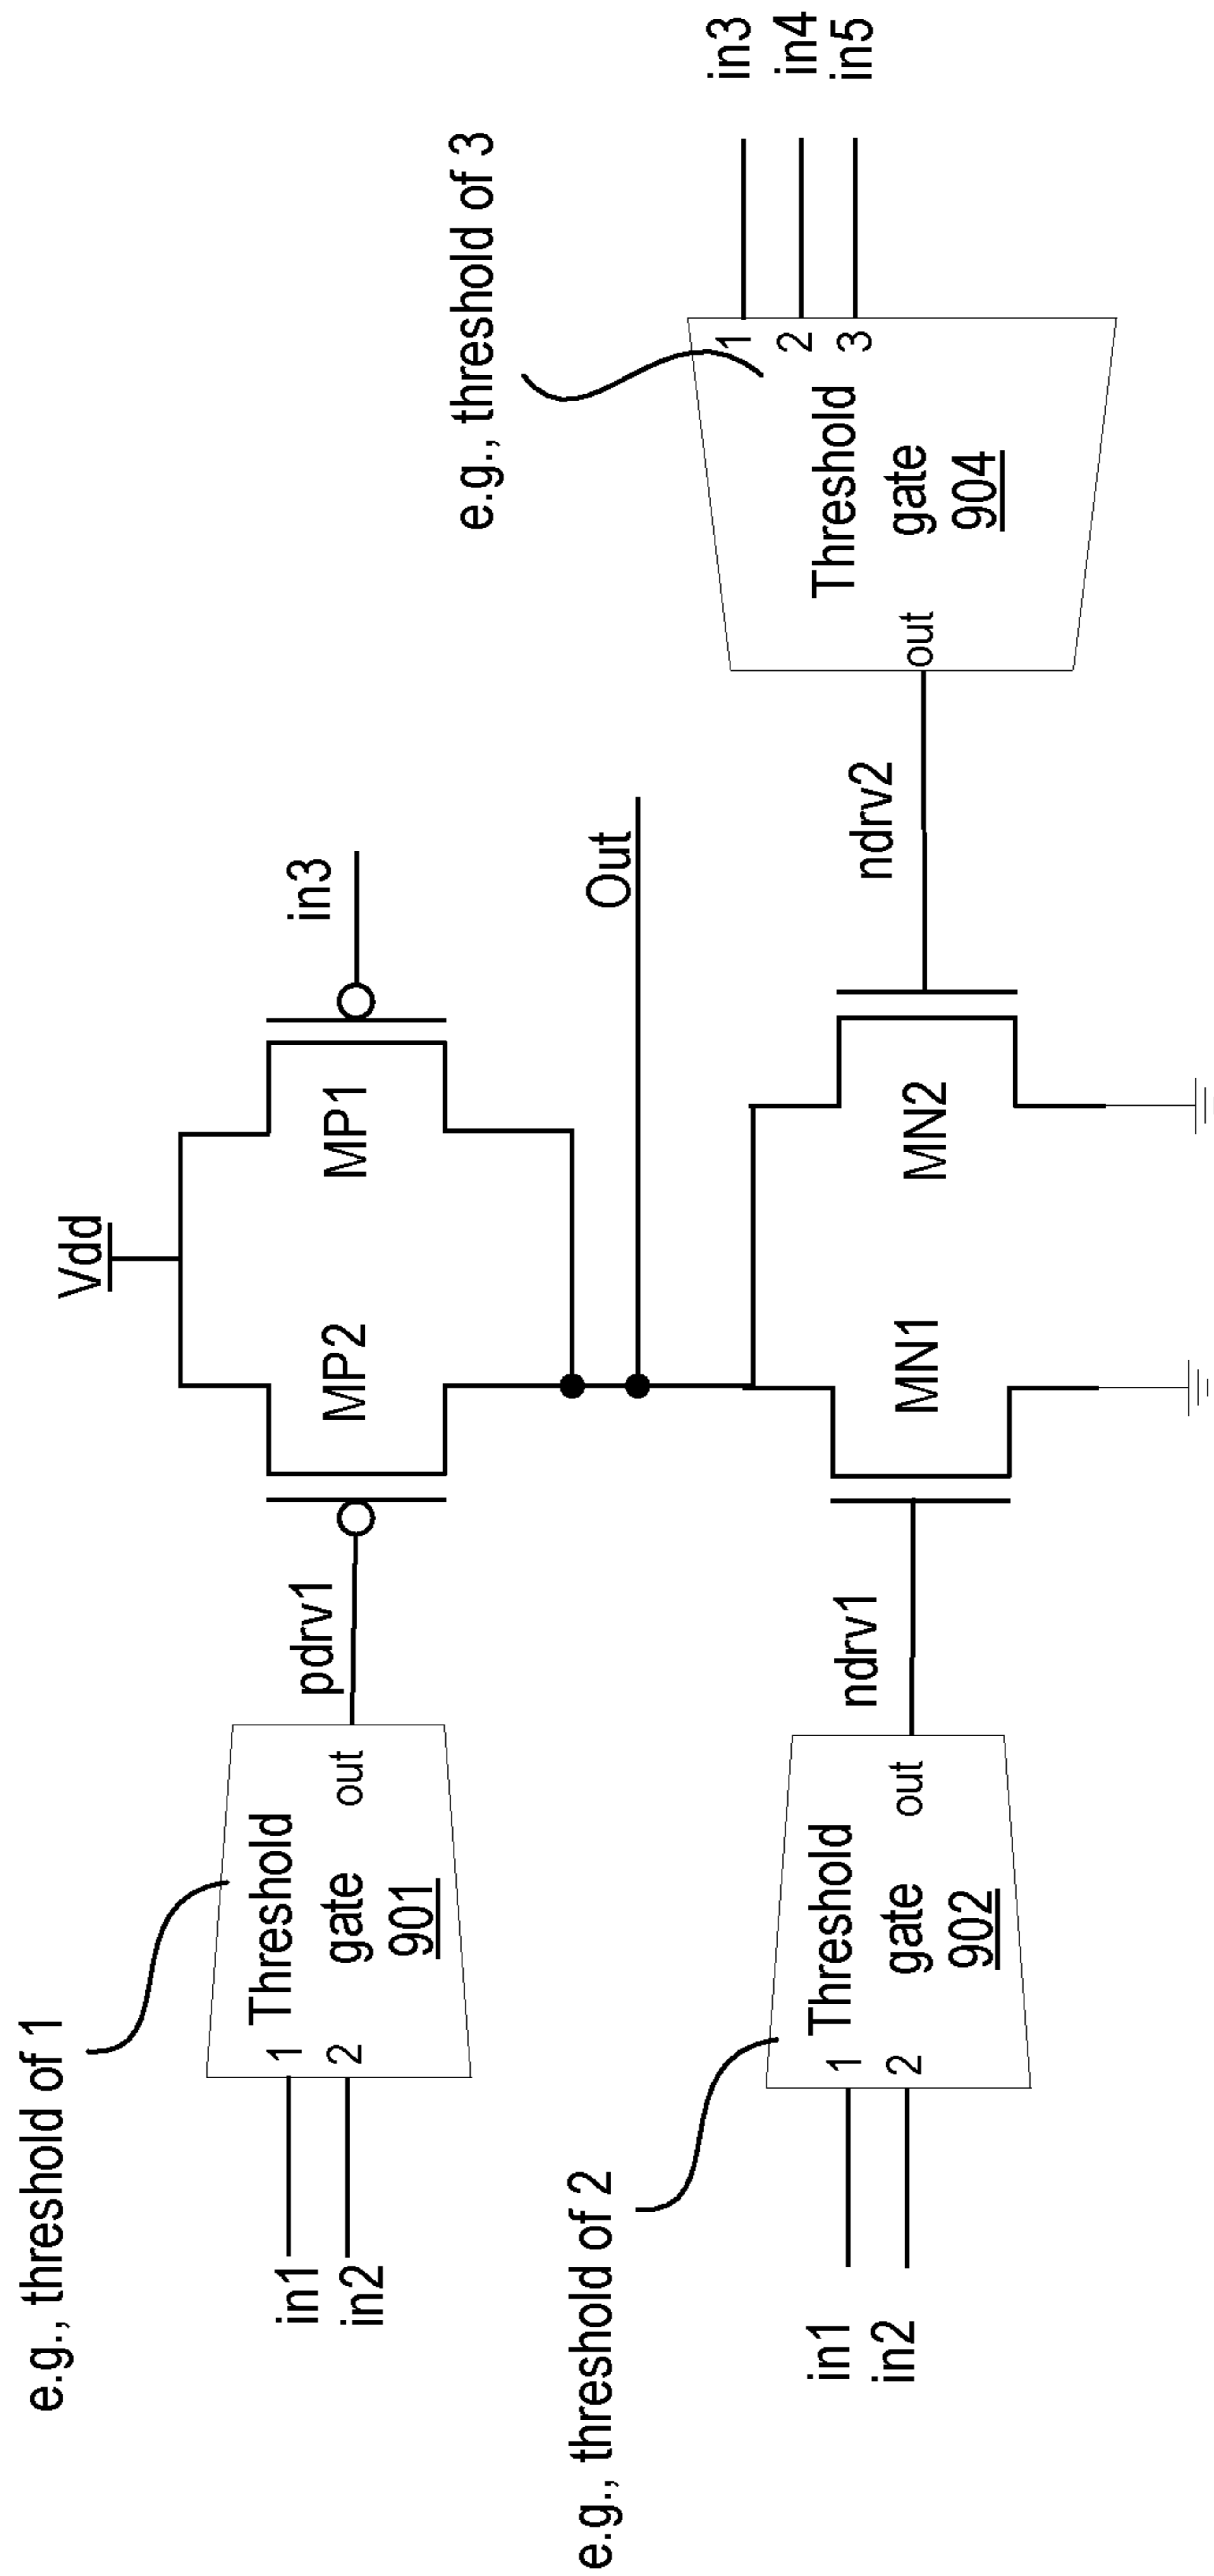 e.g., threshold of 1
in1
in2
1
2
Threshold
gate
901
out
pdrv1
Vdd
MP2
MP1
in3
Out
e.g., threshold of 2
in1
in2
1
2
Threshold
gate
902
out
ndrv1
MN1
MN2
ndrv2
out
Threshold
gate
904
1
2
3
e.g., threshold of 3
in3
in4
in5